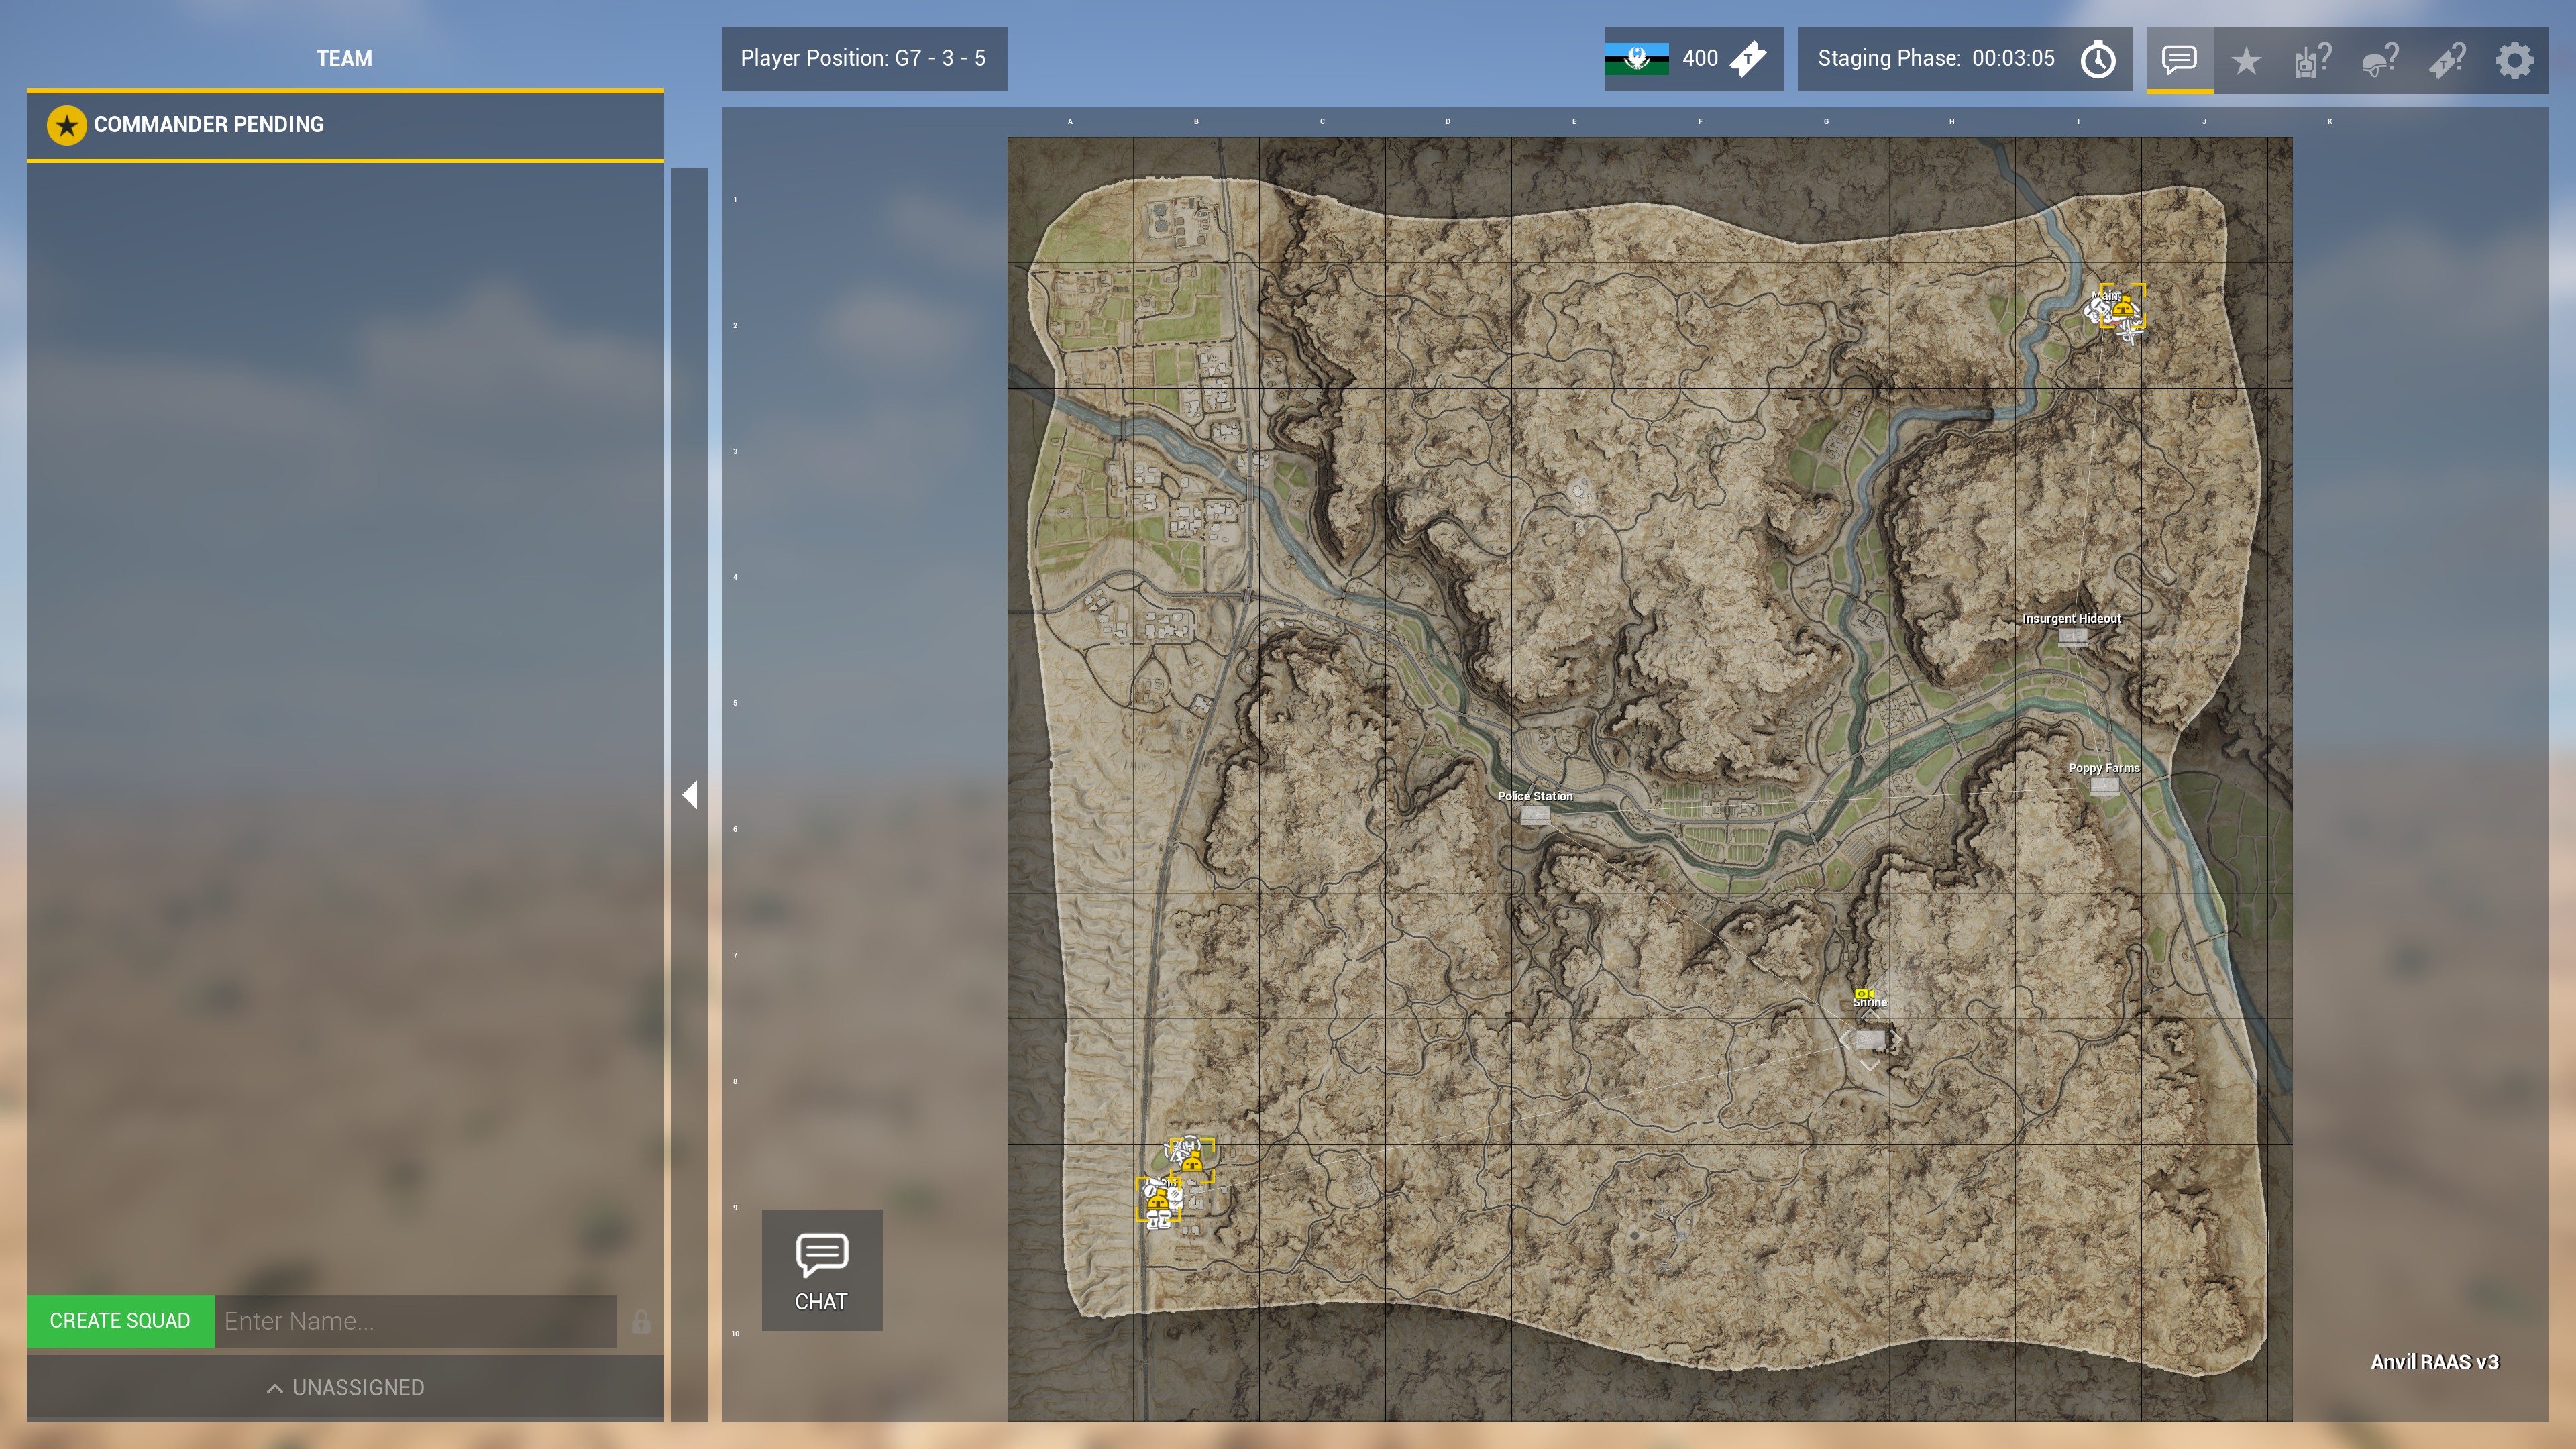 TEAM
Player Position: G7 - 3 - 5
400
T
Staging Phase: 00:03:05
COMMANDER PENDING
A B C D E F G H I J K
1
2
3
4
5
6
7
8
9
10
Main
Insurgent Hideout
Poppy Farms
Police Station
Shrine
CHAT
CREATE SQUAD
Enter Name...
UNASSIGNED
Anvil RAAS v3